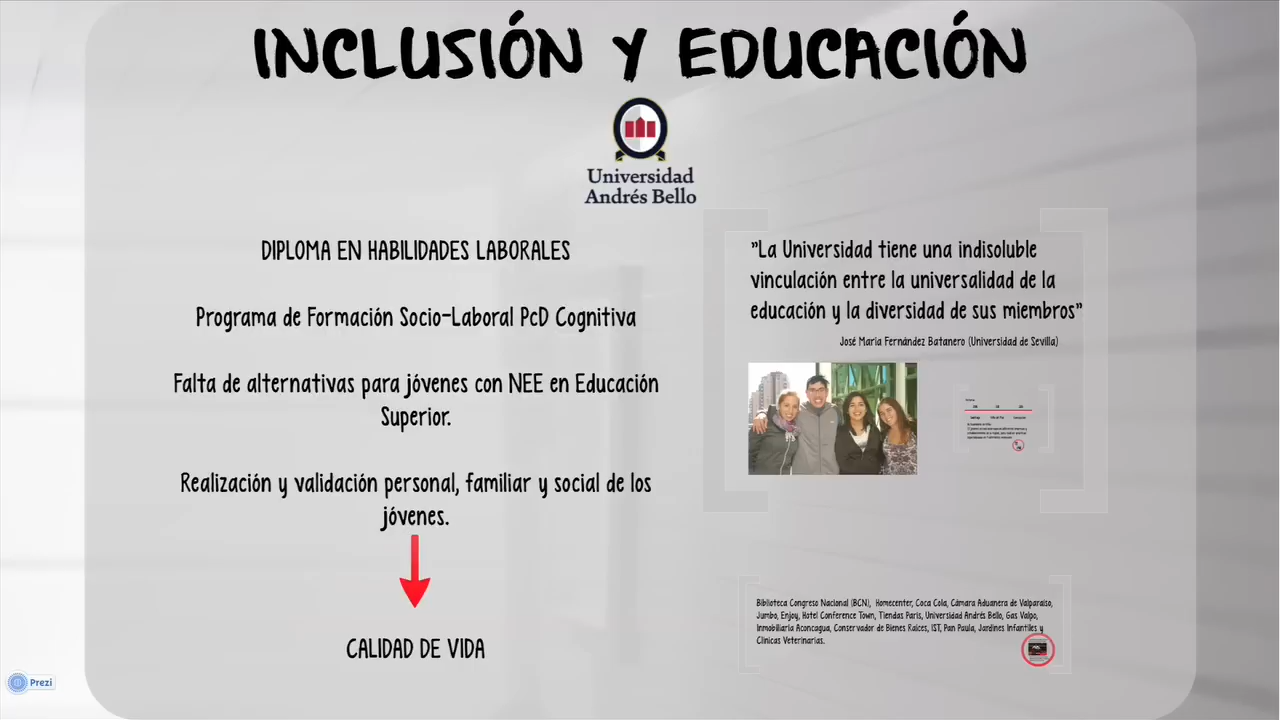 INCLUSIÓN Y EDUCACIÓN
Universidad
Andrés Bello
DIPLOMA EN HABILIDADES LABORALES
Programa de Formación Socio-Laboral PcD Cognitiva
Falta de alternativas para jóvenes con NEE en Educación
Superior.
Realización y validación personal, familiar y social de los
jóvenes.
CALIDAD DE VIDA
"La Universidad tiene una indisoluble
vinculación entre la universalidad de la
educación y la diversidad de sus miembros"
José María Fernández Batanero (Universidad de Sevilla)
Biblioteca Congreso Nacional (BCN), Homecenter, Coca Cola, Cámara Aduanera de Valparaíso,
Jumbo, Enjoy, Hotel Conference Town, Tiendas Paris, Universidad Andrés Bello, Gas Valpo,
Inmobiliaria Aconcagua, Conservador de Bienes Raíces, IST, Pan Paula, Jardines Infantiles y
Clínicas Veterinarias.
Prezi